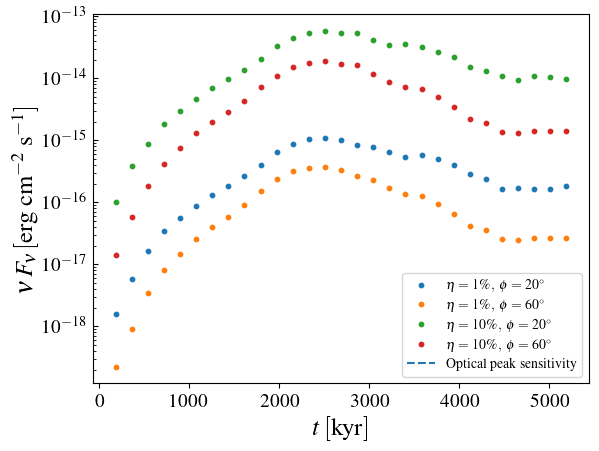 10⁻¹³
10⁻¹⁴
10⁻¹⁵
10⁻¹⁶
10⁻¹⁷
10⁻¹⁸
ν F_ν [erg cm⁻² s⁻¹]
η = 1%, ϕ = 20°
η = 1%, ϕ = 60°
η = 10%, ϕ = 20°
η = 10%, ϕ = 60°
Optical peak sensitivity
0 1000 2000 3000 4000 5000
t [kyr]